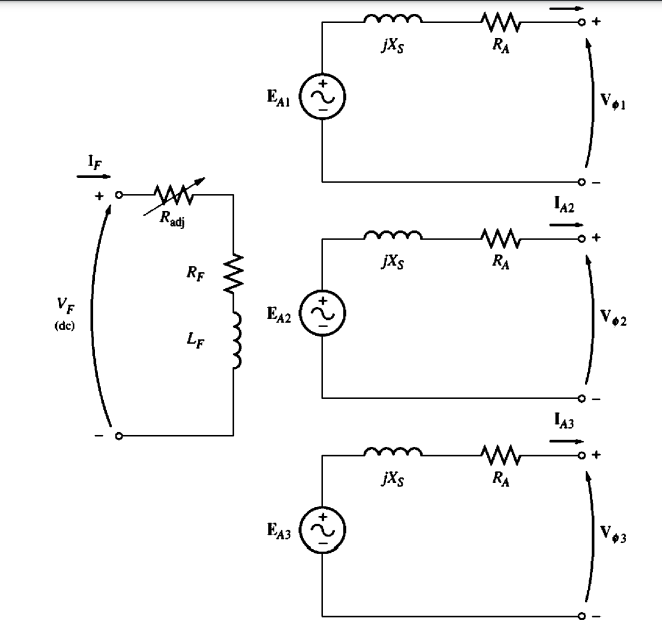 +
jX_S
R_A
+
E_A1
−
V_ϕ1
I_F
−
+
R_adj
I_A2
+
jX_S
R_A
R_F
V_F
(dc)
+
E_A2
−
V_ϕ2
L_F
−
I_A3
−
+
jX_S
R_A
+
E_A3
−
V_ϕ3
−